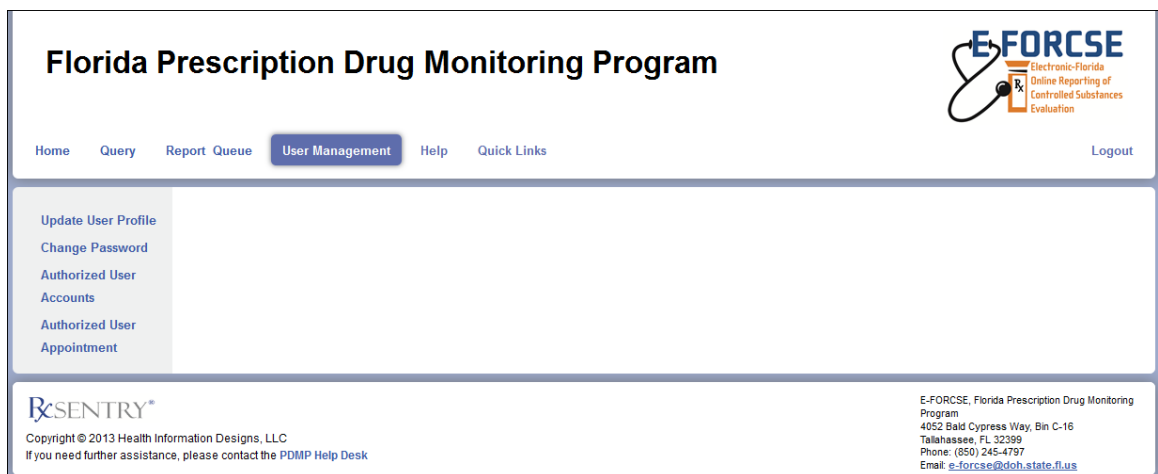 Florida Prescription Drug Monitoring Program
E-FORCSE
Electronic-Florida
Online Reporting of
Controlled Substances
Evaluation
Rx
Home Query Report Queue User Management Help Quick Links Logout
Update User Profile
Change Password
Authorized User
Accounts
Authorized User
Appointment
RxSENTRY®
Copyright © 2013 Health Information Designs, LLC
If you need further assistance, please contact the PDMP Help Desk
E-FORCSE, Florida Prescription Drug Monitoring
Program
4052 Bald Cypress Way, Bin C-16
Tallahassee, FL 32399
Phone: (850) 245-4797
Email: e-forcse@doh.state.fl.us